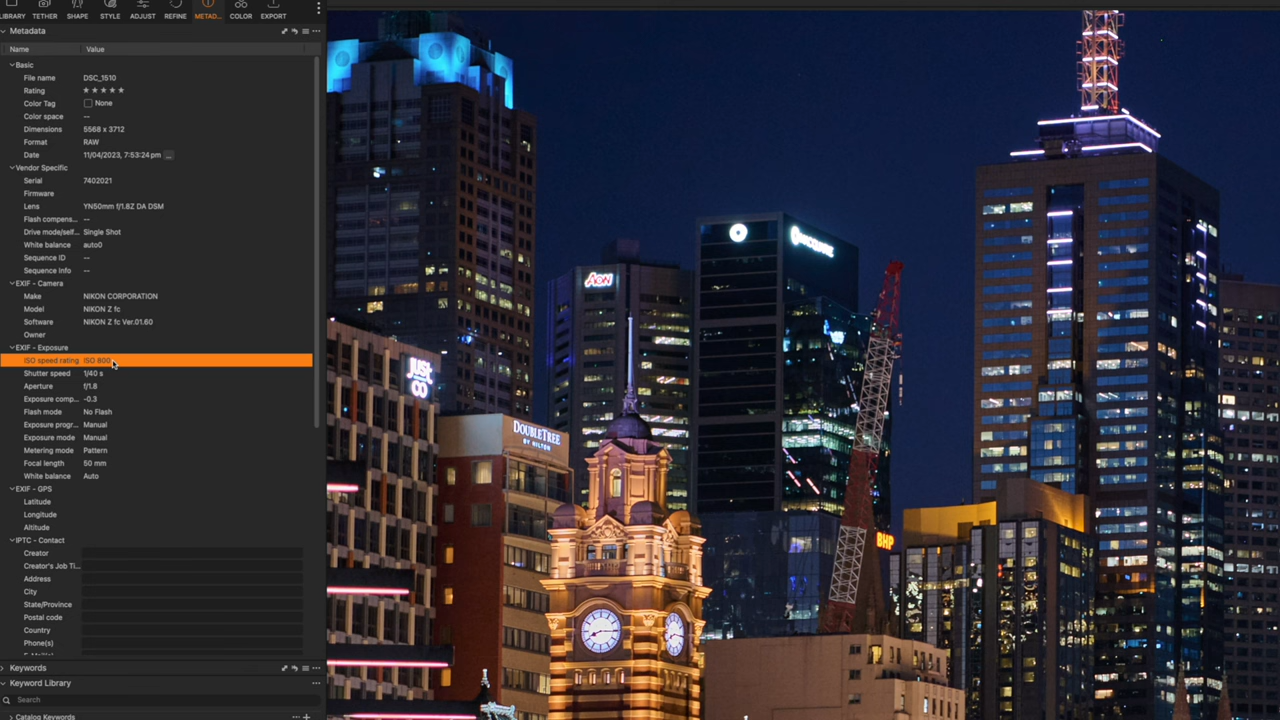 LIBRARY TETHER SHAPE STYLE ADJUST REFINE METAD... COLOR EXPORT
Metadata
Name Value
Basic
File name DSC_1510
Rating
Color Tag None
Color space --
Dimensions 5568 x 3712
Format RAW
Date 11/04/2023, 7:53:24 pm ...
Vendor Specific
Serial 7402021
Firmware
Lens YN50mm f/1.8Z DA DSM
Flash compens... --
Drive mode/self... Single Shot
White balance auto0
Sequence ID --
Sequence Info --
EXIF - Camera
Make NIKON CORPORATION
Model NIKON Z fc
Software NIKON Z fc Ver.01.60
Owner
EXIF - Exposure
ISO speed rating ISO 800
Shutter speed 1/40 s
Aperture f/1.8
Exposure comp... -0.3
Flash mode No Flash
Exposure progr... Manual
Exposure mode Manual
Metering mode Pattern
Focal length 50 mm
White balance Auto
EXIF - GPS
Latitude
Longitude
Altitude
IPTC - Contact
Creator
Creator's Job Ti...
Address
City
State/Province
Postal code
Country
Phone(s)
Keywords
Keyword Library
Search
Catalog Keywords
AON
JUST
CO
DOUBLETREE
BY HILTON
BHP